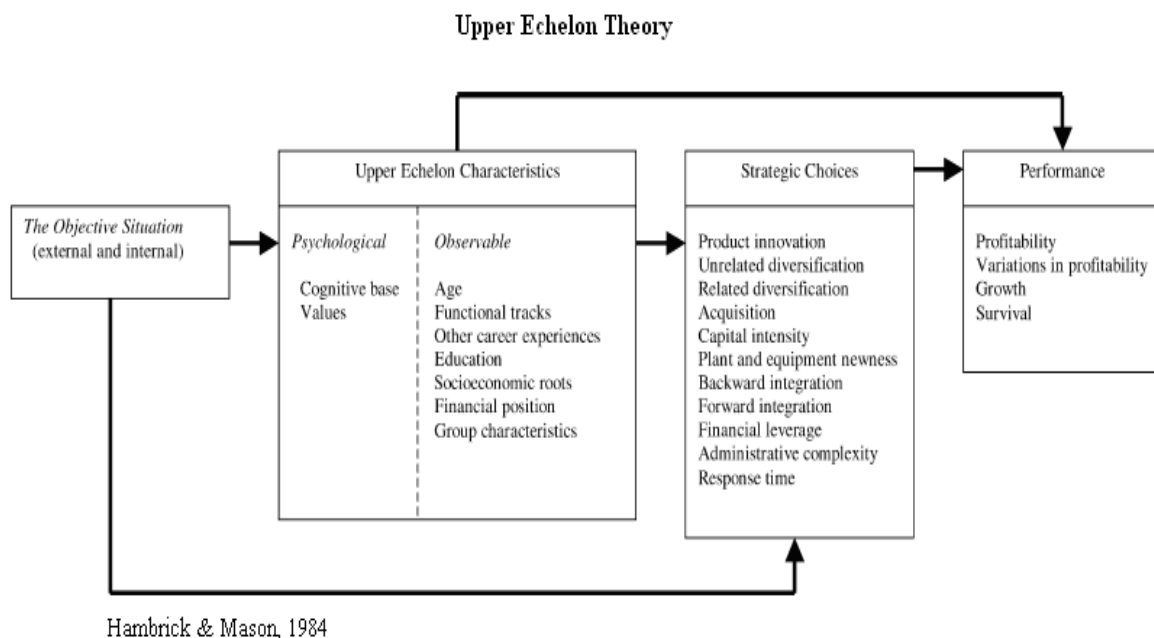 Upper Echelon Theory
The Objective Situation
(external and internal)
Upper Echelon Characteristics
Psychological
Cognitive base
Values
Observable
Age
Functional tracks
Other career experiences
Education
Socioeconomic roots
Financial position
Group characteristics
Strategic Choices
Product innovation
Unrelated diversification
Related diversification
Acquisition
Capital intensity
Plant and equipment newness
Backward integration
Forward integration
Financial leverage
Administrative complexity
Response time
Performance
Profitability
Variations in profitability
Growth
Survival
Hambrick & Mason, 1984